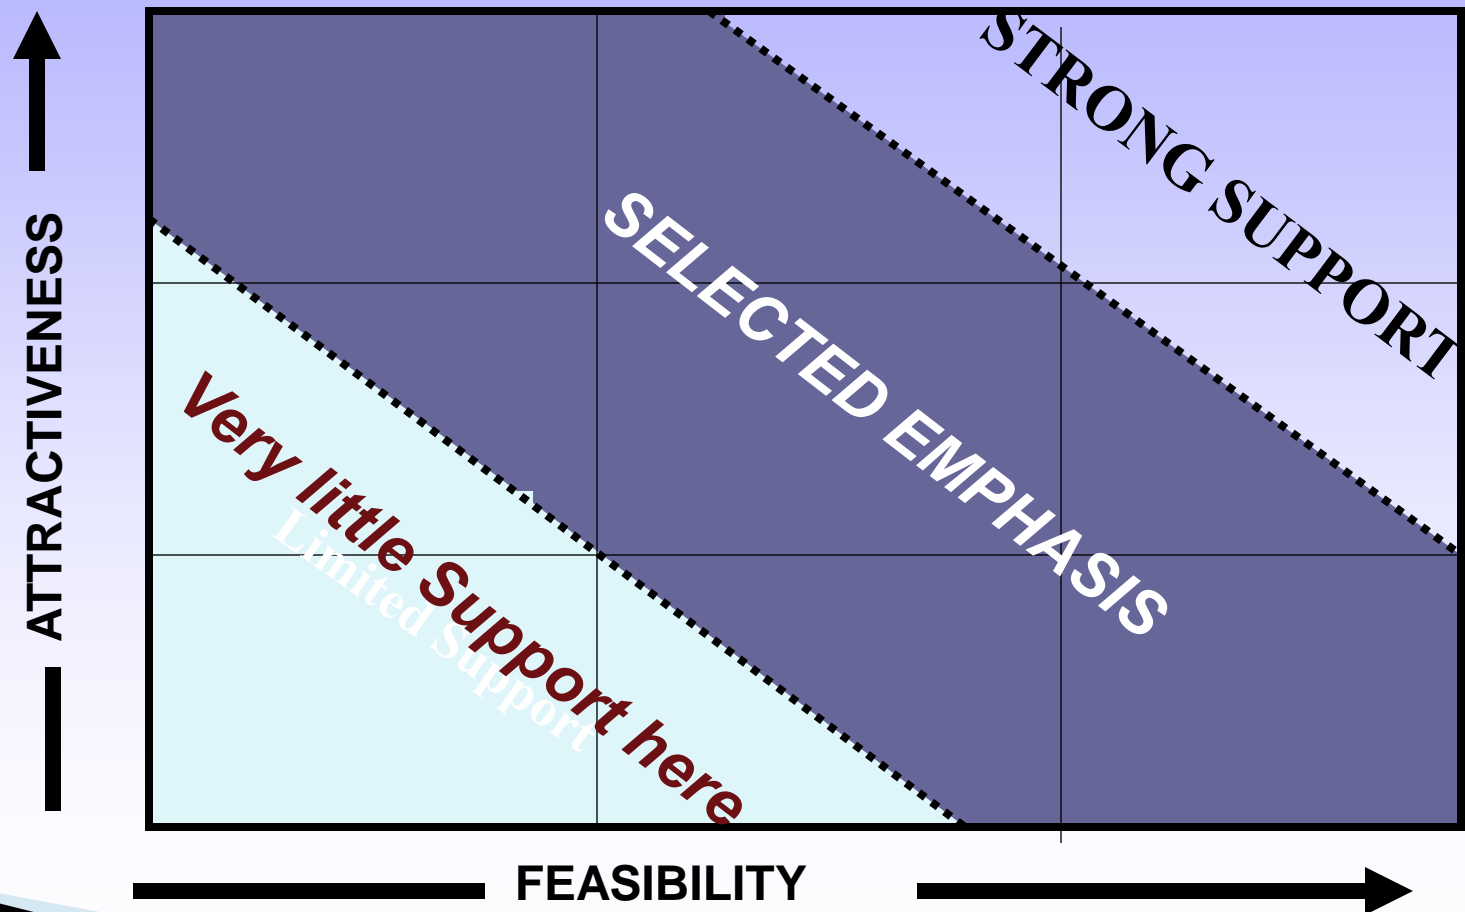 STRONG SUPPORT
SELECTED EMPHASIS
Very little Support here
Limited Support
ATTRACTIVENESS
FEASIBILITY